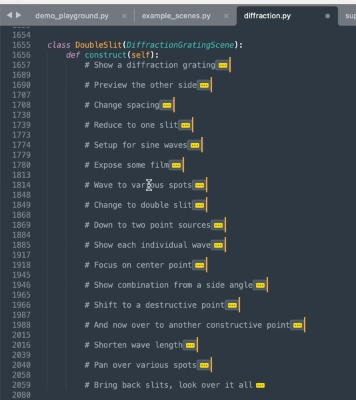 demo_playground.py example_scenes.py diffraction.py
1654
1655 class DoubleSlit(DiffractionGratingScene):
1656 def construct(self):
1657 # Show a diffraction grating
1689
1690 # Preview the other side
1707
1708 # Change spacing
1738
1739 # Reduce to one slit
1773
1774 # Setup for sine waves
1779
1780 # Expose some film
1813
1814 # Wave to various spots
1848
1849 # Change to double slit
1868
1869 # Down to two point sources
1884
1885 # Show each individual wave
1917
1918 # Focus on center point
1945
1946 # Show combination from a side angle
1965
1966 # Shift to a destructive point
1987
1988 # And now over to another constructive point
2015
2016 # Shorten wave length
2039
2040 # Pan over various spots
2058
2059 # Bring back slits, look over it all
2080